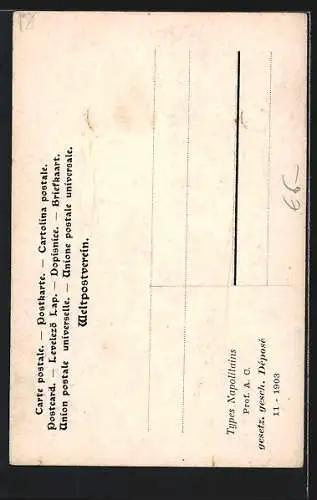 Carte postale. — Postkarte. — Cartolina postale.
Postcard. — Levelező Lap. — Dopisnice. — Briefkaart.
Union postale universelle. — Unione postale universale.
Weltpostverein.
Types Napolitains
Prof. A. C.
gesetz. gesch. Déposé
11 - 1903
€6-